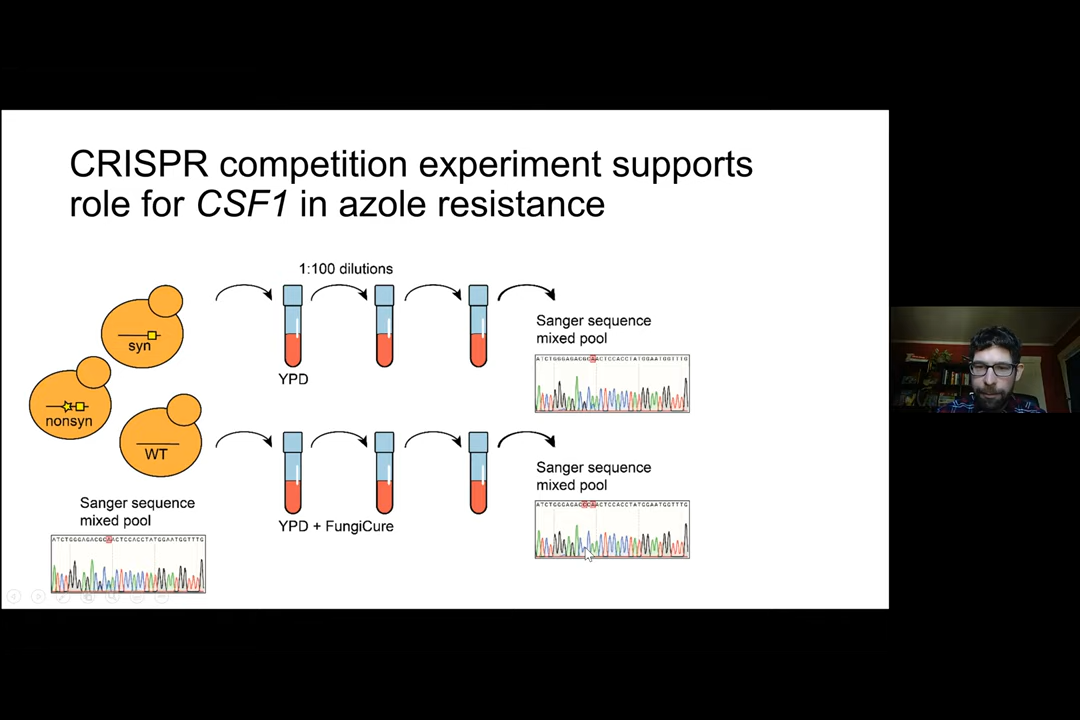 CRISPR competition experiment supports
role for CSF1 in azole resistance
1:100 dilutions
syn
nonsyn
WT
YPD
Sanger sequence
mixed pool
YPD + FungiCure
Sanger sequence
mixed pool
Sanger sequence
mixed pool